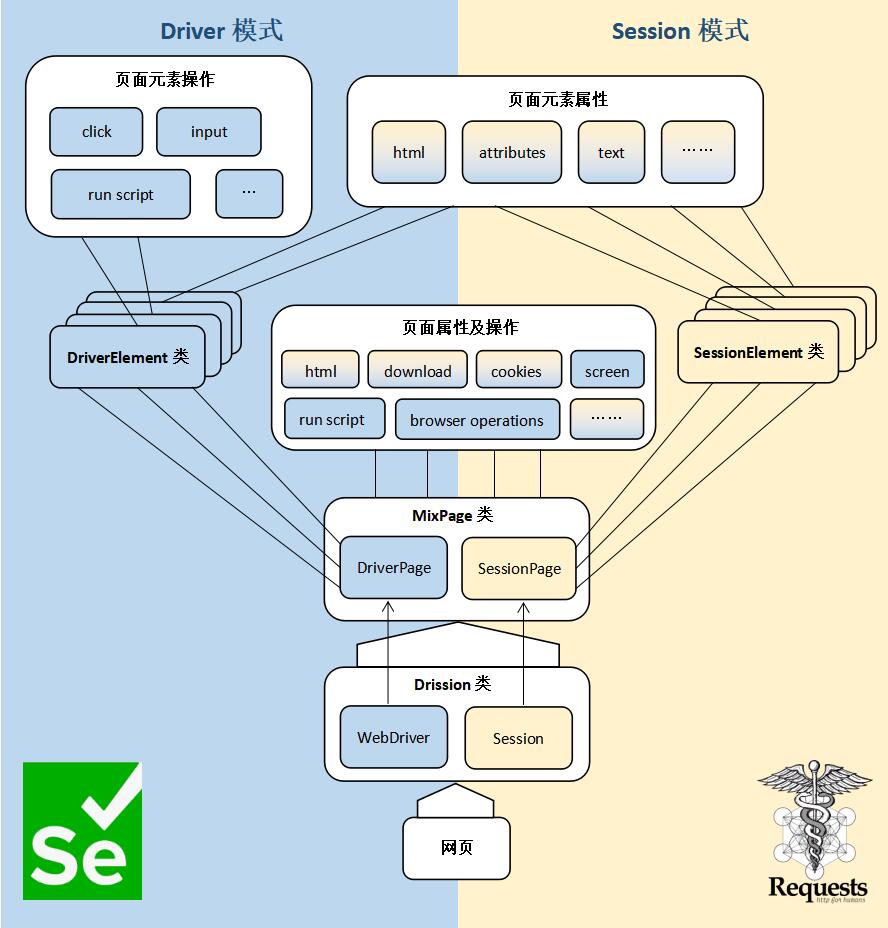 Driver 模式
Session 模式
页面元素操作
click
input
run script
...
页面元素属性
html
attributes
text
……
DriverElement 类
页面属性及操作
html
download
cookies
screen
run script
browser operations
……
SessionElement 类
MixPage 类
DriverPage
SessionPage
Drission 类
WebDriver
Session
网页
Se
Requests
http for humans